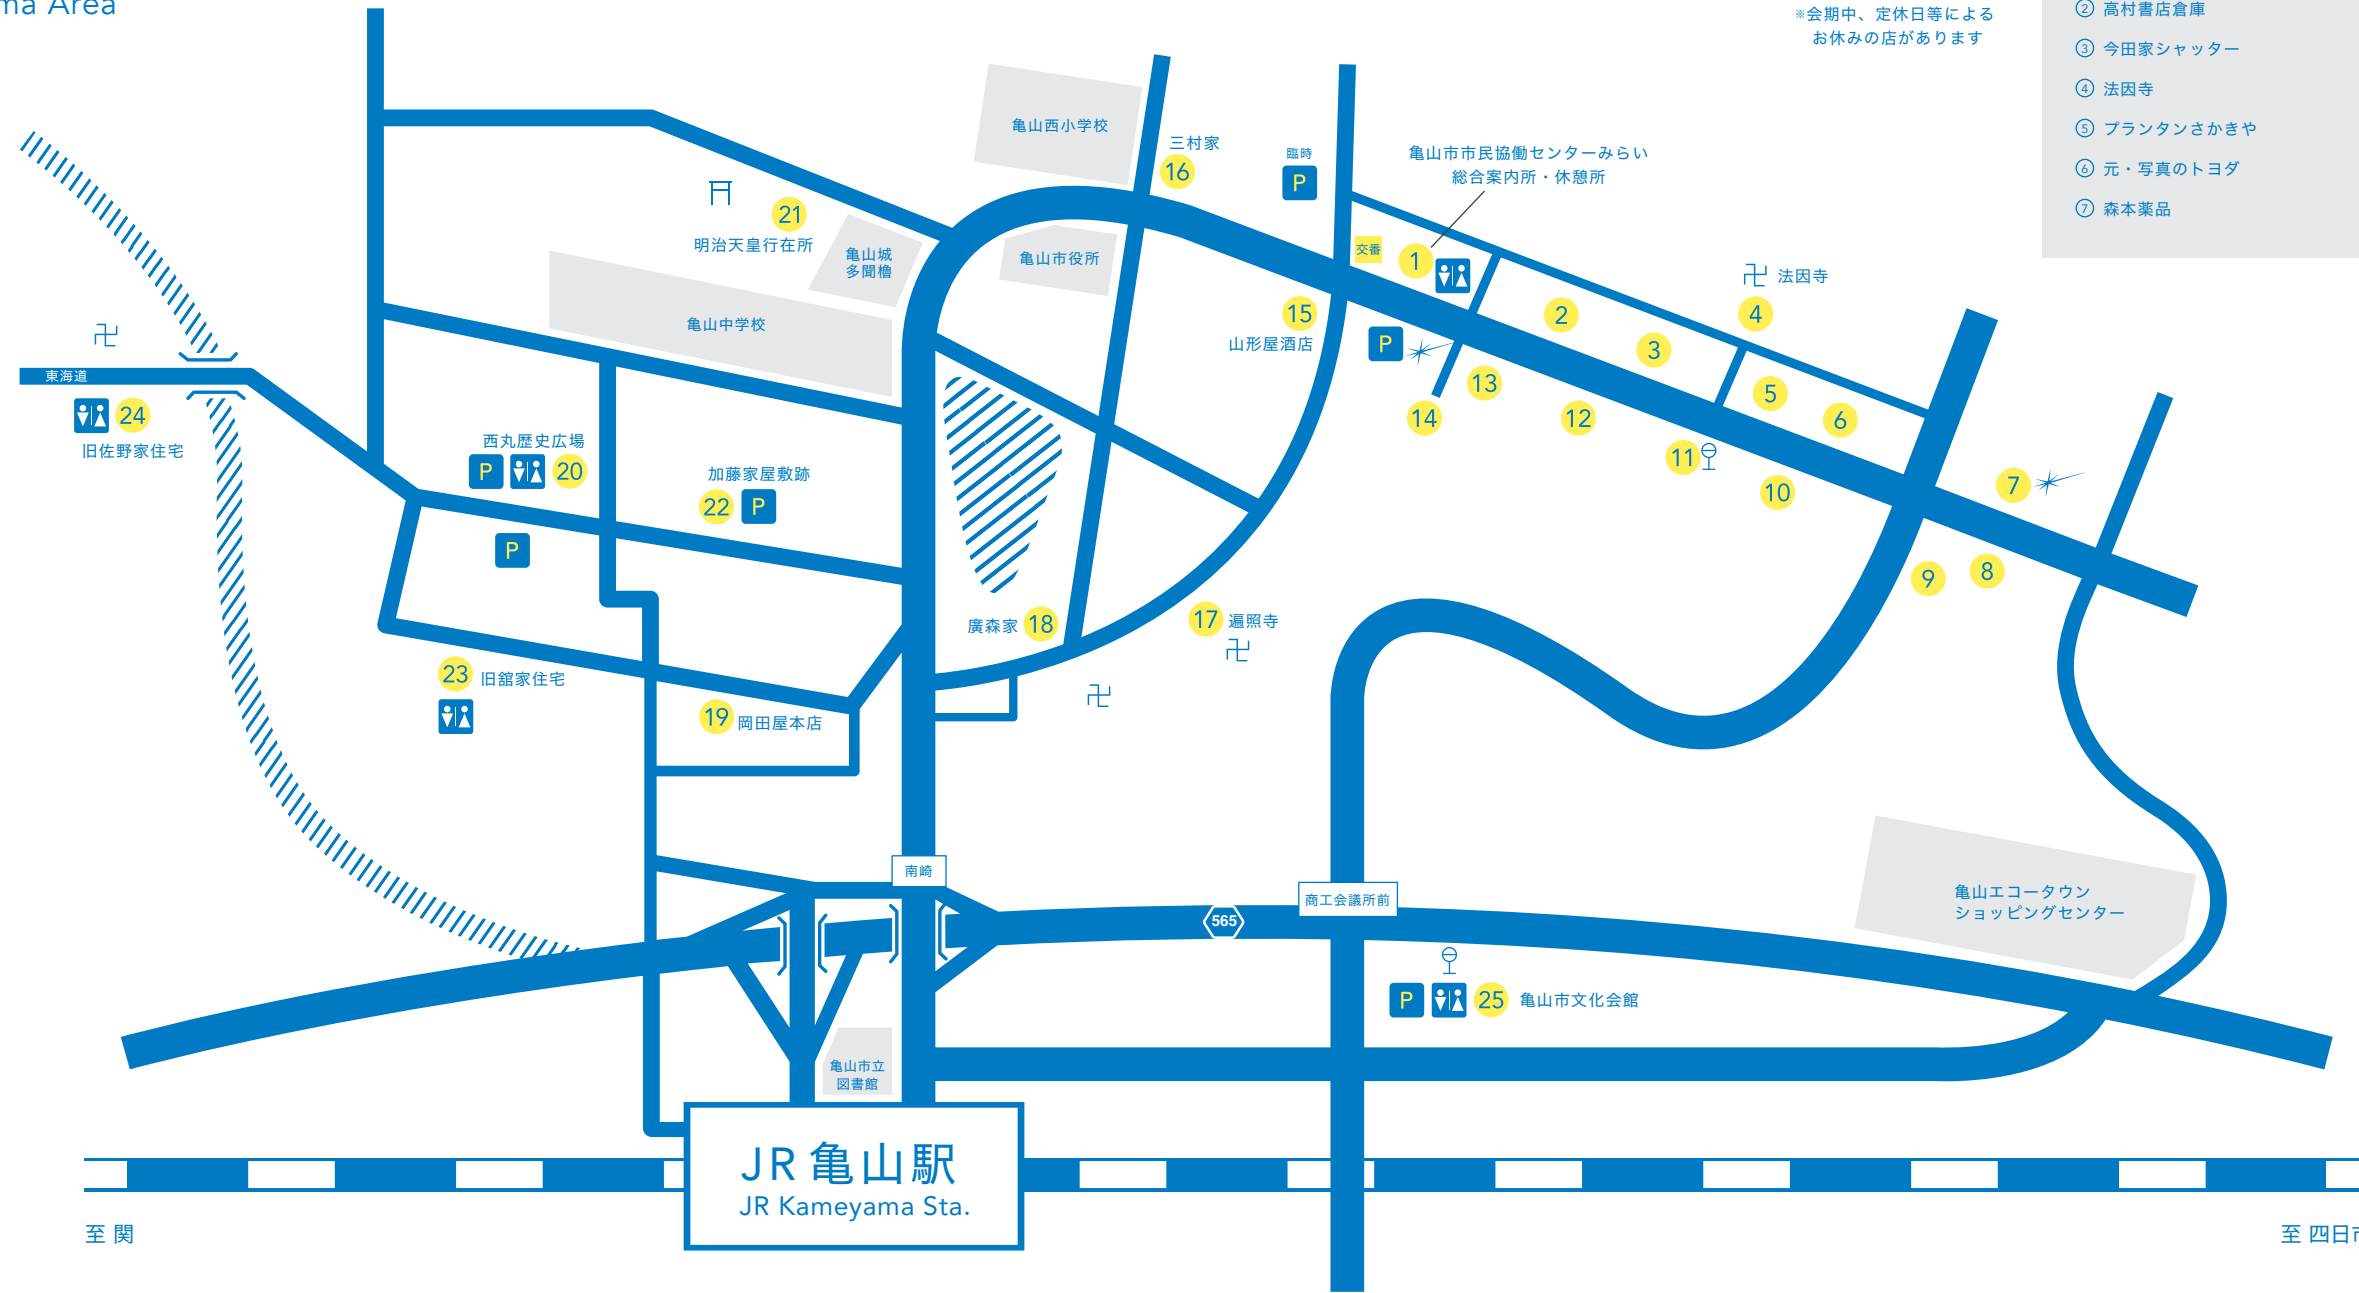 ma Area
※会期中、定休日等による
お休みの店があります
② 高村書店倉庫
③ 今田家シャッター
④ 法因寺
⑤ プランタンさかきや
⑥ 元・写真のトヨダ
⑦ 森本薬品
亀山西小学校
三村家
16
臨時
P
亀山市市民協働センターみらい
総合案内所・休憩所
21
明治天皇行在所
亀山城
多聞櫓
亀山市役所
交番
1
法因寺
亀山中学校
15
山形屋酒店
P
2
3
4
東海道
24
旧佐野家住宅
13
14
12
5
6
西丸歴史広場
P
20
加藤家屋敷跡
22
P
11
10
7
P
9
8
廣森家
18
17
遍照寺
23
旧舘家住宅
19
岡田屋本店
南崎
商工会議所前
565
亀山エコータウン
ショッピングセンター
P
25
亀山市文化会館
亀山市立
図書館
JR 亀山駅
JR Kameyama Sta.
至 関
至 四日市